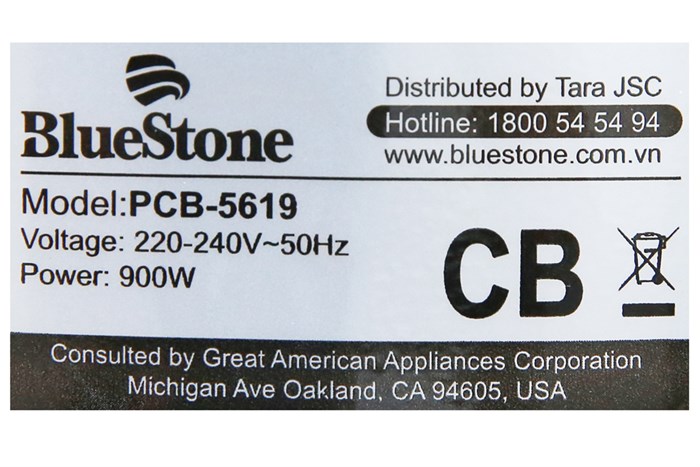 BlueStone
Distributed by Tara JSC
Hotline: 1800 54 54 94
www.bluestone.com.vn
Model:PCB-5619
Voltage: 220-240V~50Hz
Power: 900W
CB
Consulted by Great American Appliances Corporation
Michigan Ave Oakland, CA 94605, USA